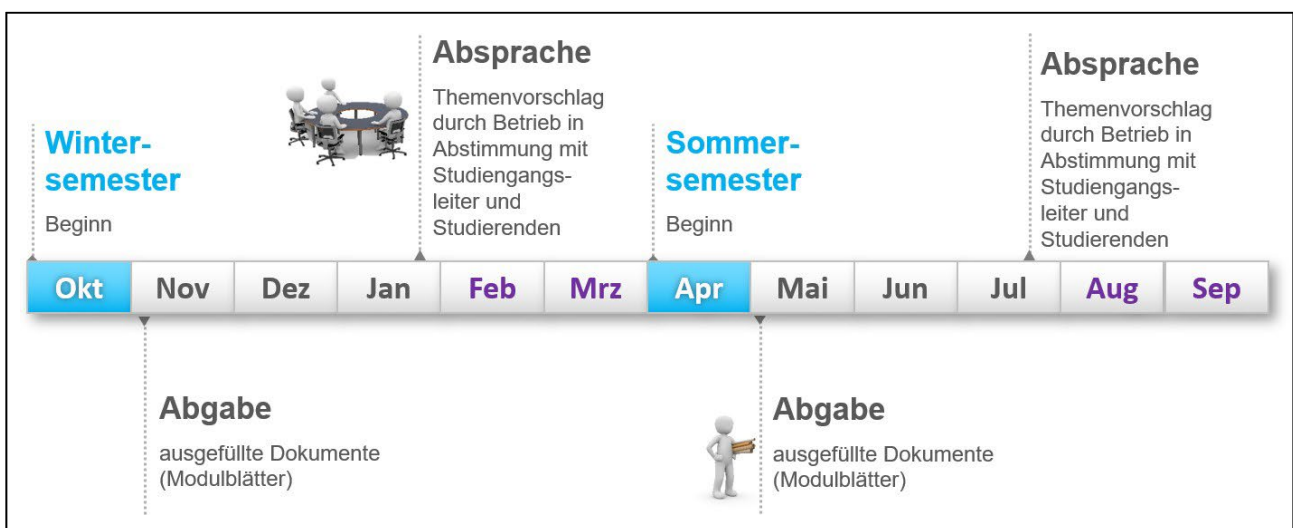 Absprache
Themenvorschlag
durch Betrieb in
Abstimmung mit
Studiengangs-
leiter und
Studierenden
Absprache
Themenvorschlag
durch Betrieb in
Abstimmung mit
Studiengangs-
leiter und
Studierenden
Winter-
semester
Beginn
Sommer-
semester
Beginn
Okt Nov Dez Jan Feb Mrz Apr Mai Jun Jul Aug Sep
Abgabe
ausgefüllte Dokumente
(Modulblätter)
Abgabe
ausgefüllte Dokumente
(Modulblätter)